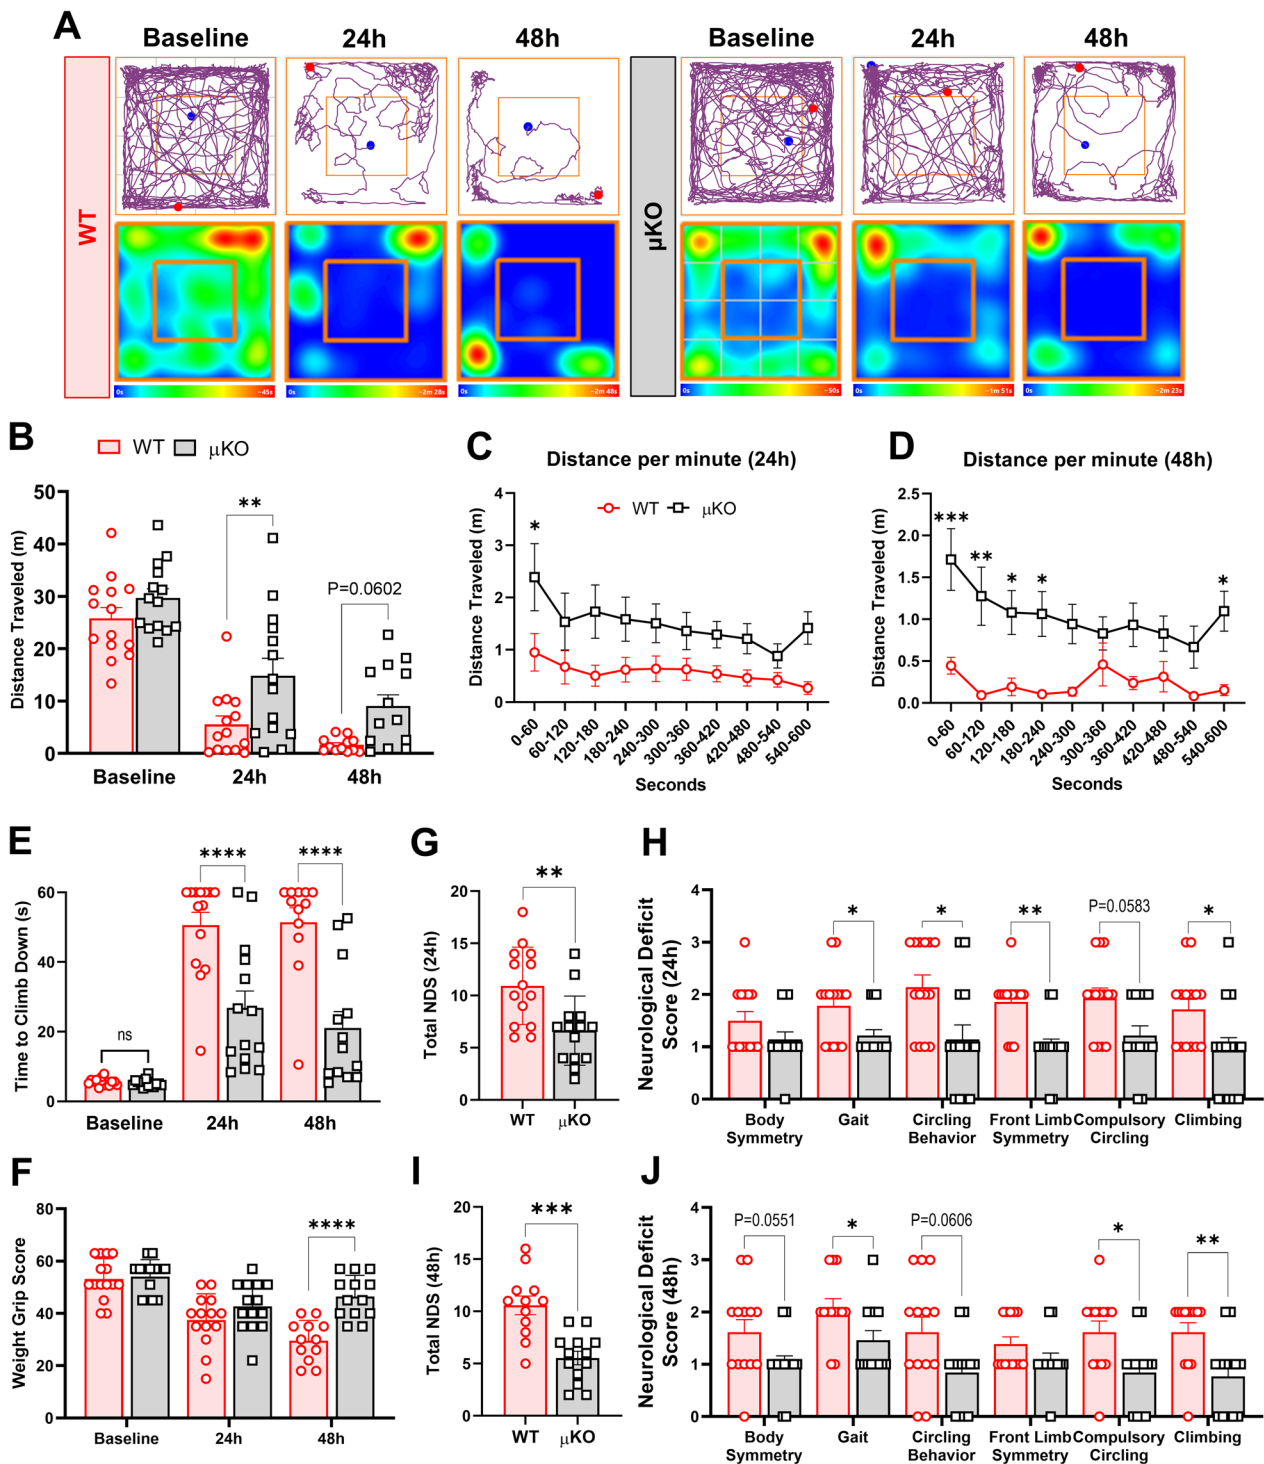 A
Baseline 24h 48h Baseline 24h 48h
WT
µKO
0s ~45s 0s ~2m 28s 0s ~2m 48s 0s ~50s 0s ~1m 51s 0s ~2m 23s
B
WT µKO
Distance Traveled (m)
50
40
30
20
10
0
**
P=0.0602
Baseline 24h 48h
C
Distance per minute (24h)
WT µKO
Distance Traveled (m)
4
3
2
1
0
*
0-60 60-120 120-180 180-240 240-300 300-360 360-420 420-480 480-540 540-600
Seconds
D
Distance per minute (48h)
Distance Traveled (m)
2.5
2.0
1.5
1.0
0.5
0.0
*** ** * * *
0-60 60-120 120-180 180-240 240-300 300-360 360-420 420-480 480-540 540-600
Seconds
E
Time to Climb Down (s)
60
40
20
0
ns **** ****
Baseline 24h 48h
G
Total NDS (24h)
20
15
10
5
0
**
WT µKO
H
Neurological Deficit
Score (24h)
4
3
2
1
0
* * ** P=0.0583 *
Body
Symmetry
Gait
Circling
Behavior
Front Limb
Symmetry
Compulsory
Circling
Climbing
F
Weight Grip Score
80
60
40
20
0
****
Baseline 24h 48h
I
Total NDS (48h)
20
15
10
5
0
***
WT µKO
J
Neurological Deficit
Score (48h)
4
3
2
1
0
P=0.0551 * P=0.0606 * **
Body
Symmetry
Gait
Circling
Behavior
Front Limb
Symmetry
Compulsory
Circling
Climbing